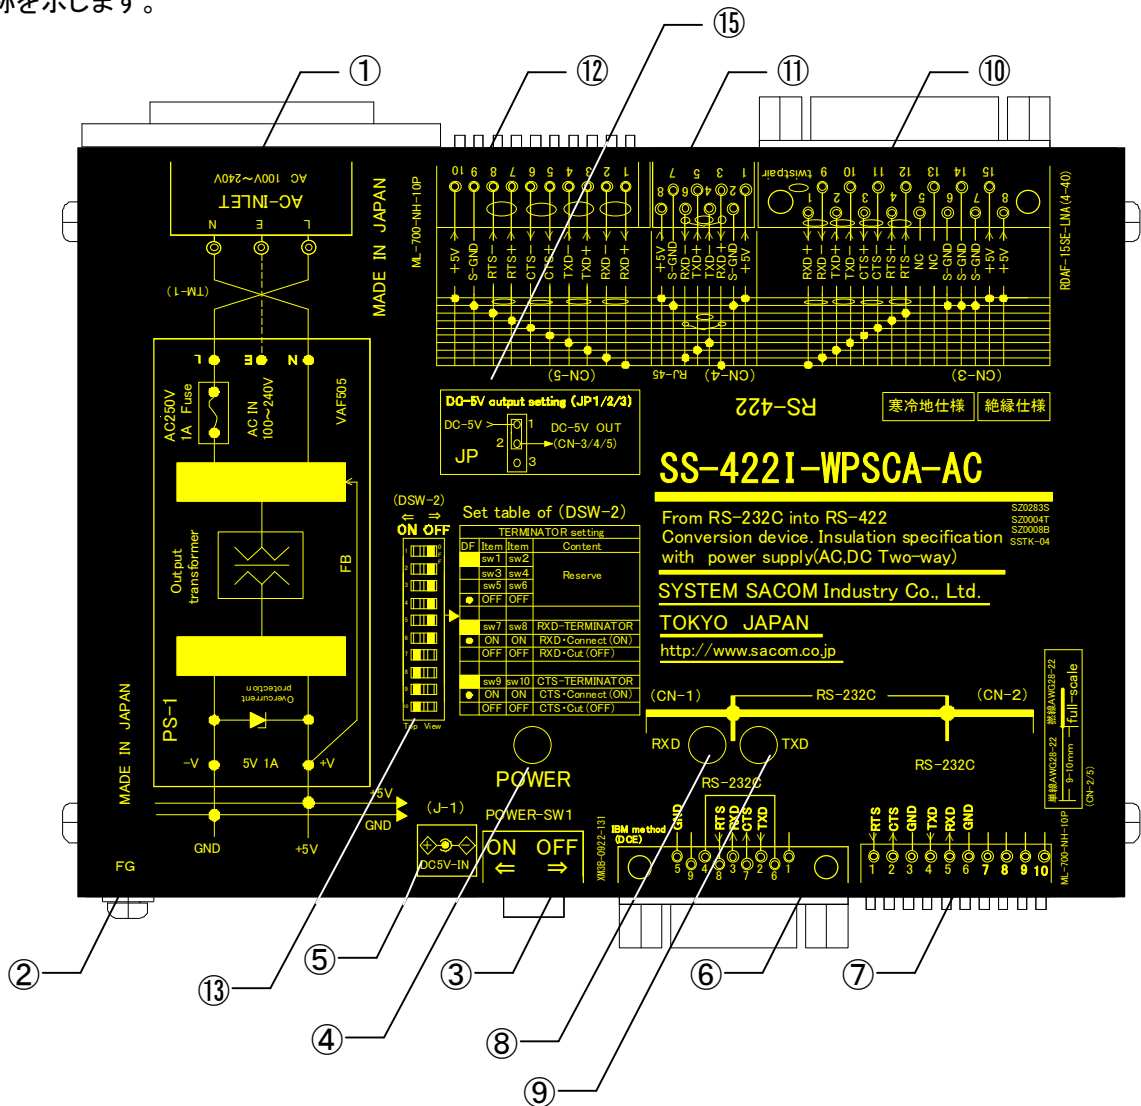 称を示します。
⑮
① ⑫ ⑪ ⑩
AC 100V～240V
AC-INLET
N E L
(TM-1)
MADE IN JAPAN
ML-700-NH-10P
10 9 8 7 6 5 4 3 2 1
+5V
S-GND
RTS-
RTS+
CTS+
CTS-
TXD-
TXD+
RXD-
RXD+
(CN-5)
7 5 3 1
8 6 4 2
+5V
S-GND
RXD-
TXD-
TXD+
RXD+
S-GND
+5V
RJ-45
(CN-4)
twistpair
9 10 11 12 13 14 15
1 2 3 4 5 6 7 8
RXD-
RXD+
TXD-
TXD+
CTS-
CTS+
RTS-
RTS+
NC
NC
S-GND
S-GND
S-GND
+5V
+5V
(CN-3)
RDAF-15SE-LNA(4-40)
RS-422
寒冷地仕様 絶縁仕様
L E N
AC250V
1A Fuse
AC IN
100～240V
VAF505
Output
transformer
FB
Overcurrent
protection
PS-1
-V 5V 1A +V
+5V
GND
GND +5V
MADE IN JAPAN
FG
DC-5V output setting (JP1/2/3)
DC-5V > 1 DC-5V OUT
2 (CN-3/4/5)
JP 3
(DSW-2)
⇐ ⇒
ON OFF
1
OFF
2
3
4
5
6
7
8
9
10
Top View
Set table of (DSW-2)
TERMINATOR setting
DF Item Item Content
sw1 sw2
sw3 sw4 Reserve
sw5 sw6
● OFF OFF
sw7 sw8 RXD-TERMINATOR
● ON ON RXD・Connect(ON)
OFF OFF RXD・Cut(OFF)
sw9 sw10 CTS-TERMINATOR
● ON ON CTS・Connect(ON)
OFF OFF CTS・Cut(OFF)
SS-422I-WPSCA-AC
From RS-232C into RS-422
Conversion device. Insulation specification
with power supply(AC,DC Two-way)
SZ0283S
SZ0004T
SZ0008B
SSTK-04
SYSTEM SACOM Industry Co., Ltd.
TOKYO JAPAN
http://www.sacom.co.jp
(CN-1) RS-232C (CN-2)
RXD TXD
RS-232C
RS-232C
単線AWG28-22 撚線AWG28-22
9-10mm full-scale
(CN-2/5)
POWER
POWER-SW1
ON OFF
⇐ ⇒
(J-1)
DC5V-IN
XM3B-0922-131
IBM method
(DCE)
GND RTS RXD CTS TXD
5 9 4 8 3 7 2 6 1
RTS CTS GND TXD RXD GND
1 2 3 4 5 6 7 8 9 10
ML-700-NH-10P
② ⑬ ⑤ ③ ⑥ ⑦
④ ⑧
⑨